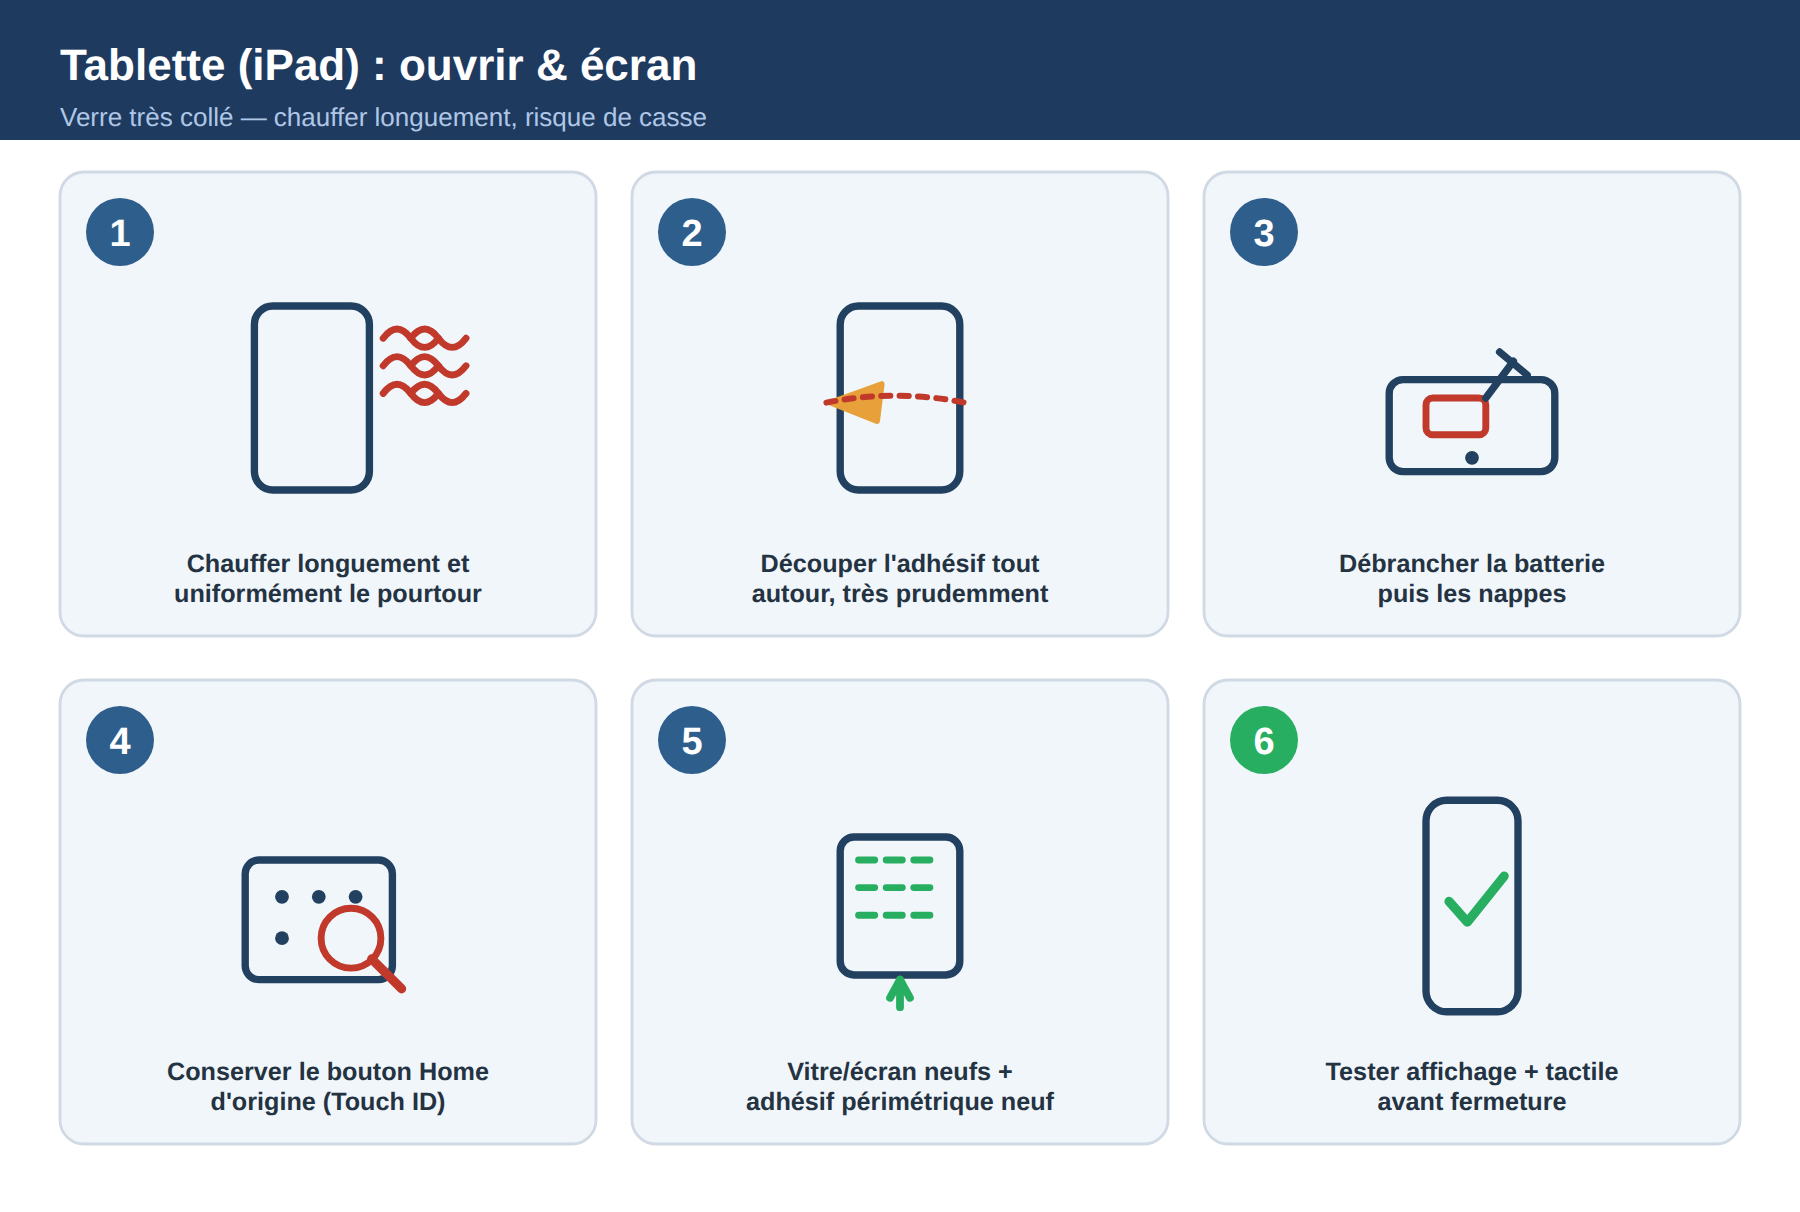 Tablette (iPad) : ouvrir & écran
Verre très collé — chauffer longuement, risque de casse
1
Chauffer longuement et
uniformément le pourtour
2
Découper l'adhésif tout
autour, très prudemment
3
Débrancher la batterie
puis les nappes
4
Conserver le bouton Home
d'origine (Touch ID)
5
Vitre/écran neufs +
adhésif périmétrique neuf
6
Tester affichage + tactile
avant fermeture